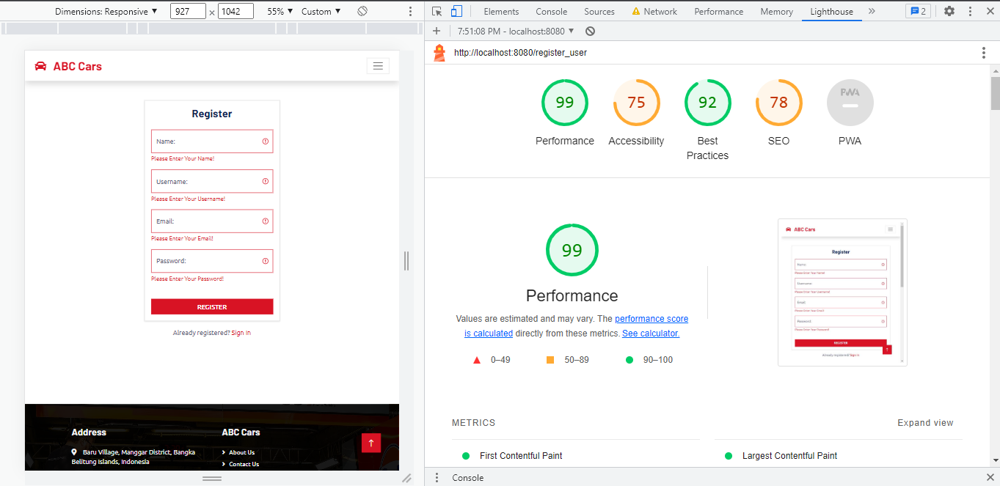 Dimensions: Responsive ▼ 927 × 1042 55% ▼ Custom ▼
Elements Console Sources Network Performance Memory Lighthouse » 2
7:51:08 PM - localhost:8080 ▼
http://localhost:8080/register_user
ABC Cars
Register
Name:
Please Enter Your Name!
Username:
Please Enter Your Username!
Email:
Please Enter Your Email!
Password:
Please Enter Your Password!
REGISTER
Already registered? Sign in
Address
Baru Village, Manggar District, Bangka
Belitung Islands, Indonesia
ABC Cars
About Us
Contact Us
99 75 92 78 PWA
Performance Accessibility Best SEO PWA
Practices
99
Performance
Values are estimated and may vary. The performance score
is calculated directly from these metrics. See calculator.
0–49 50–89 90–100
ABC Cars
Register
Name:
Please Enter Your Name!
Username:
Please Enter Your Username!
Email:
Please Enter Your Email!
Password:
Please Enter Your Password!
REGISTER
Already registered? Sign in
METRICS Expand view
First Contentful Paint Largest Contentful Paint
Console